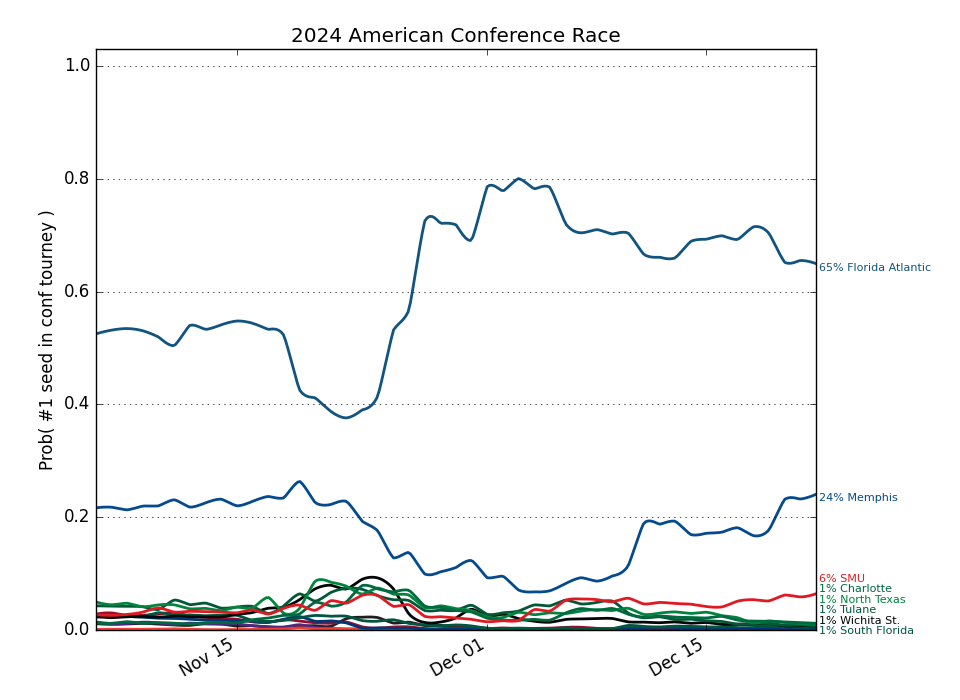 2024 American Conference Race
Prob( #1 seed in conf tourney )
1.0
0.8
0.6
0.4
0.2
0.0
Nov 15
Dec 01
Dec 15
65% Florida Atlantic
24% Memphis
6% SMU
1% Charlotte
1% North Texas
1% Tulane
1% Wichita St.
1% South Florida